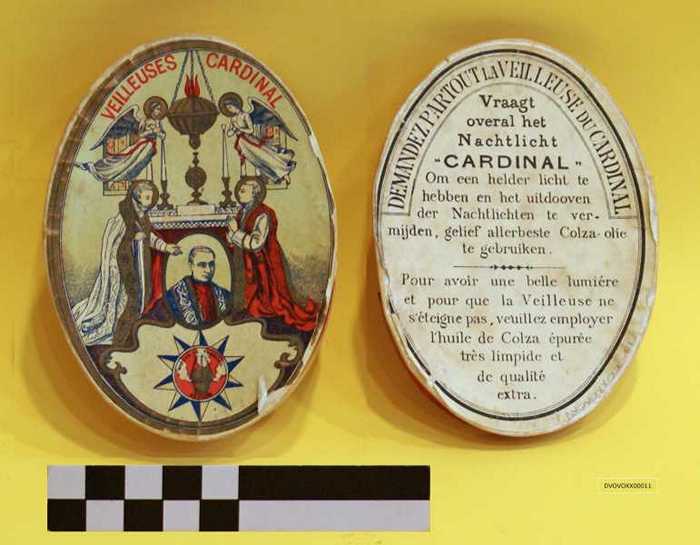 VEILLEUSES CARDINAL
DEMANDEZ PARTOUT LA VEILLEUSE DU CARDINAL
Vraagt
overal het
Nachtlicht
"CARDINAL"
Om een helder licht te
hebben en het uitdooven
der Nachtlichten te ver-
mijden, gelief allerbeste Colza-olie
te gebruiken.
Pour avoir une belle lumiére
et pour que la Veilleuse ne
s'éteigne pas, veuillez employer
l'huile de Colza épurée
très limpide et
de qualité
extra.
DVOVOXX00011